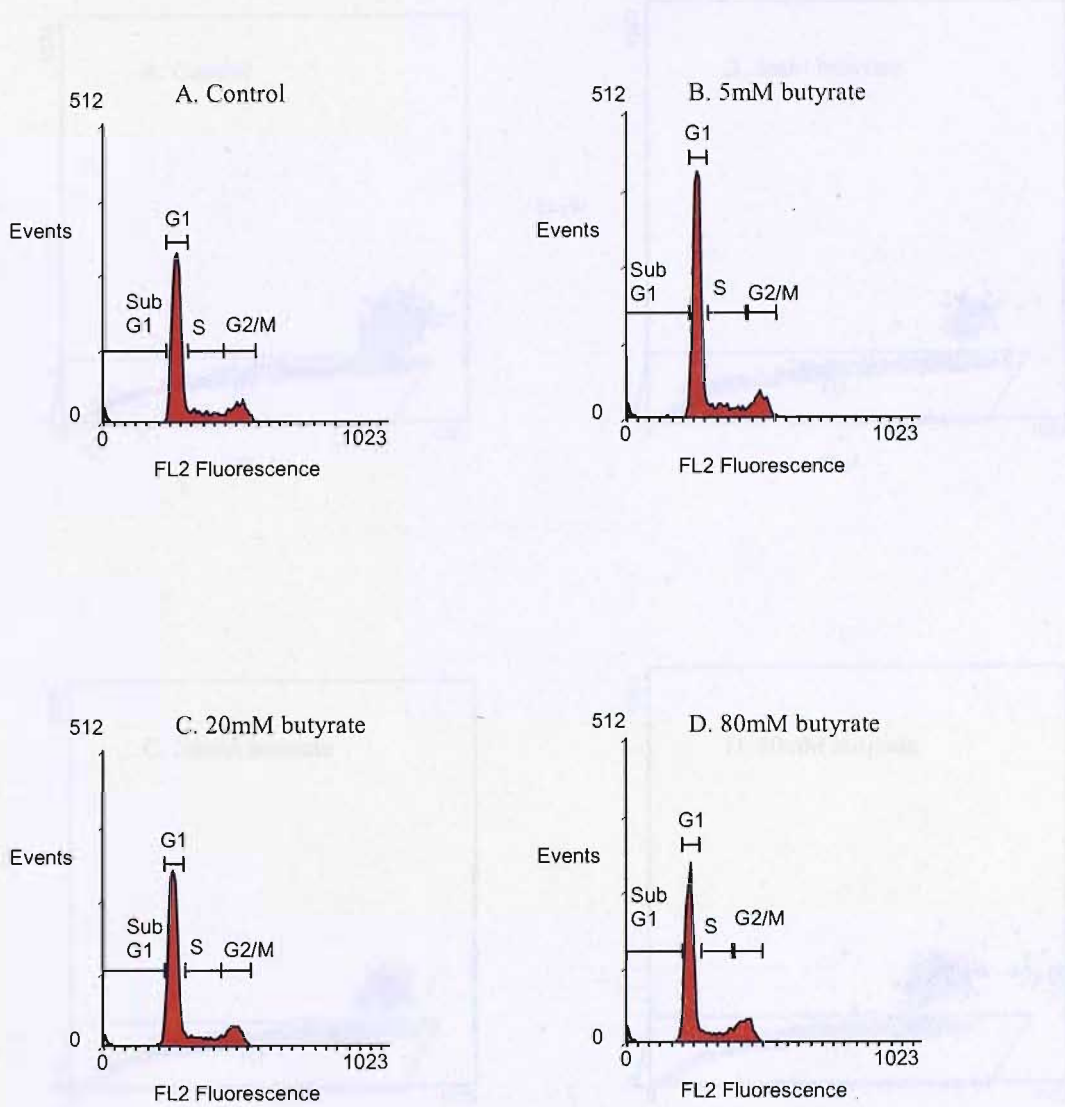 A. Control
512
G1
Events
Sub
G1 S G2/M
0
0 1023
FL2 Fluorescence
B. 5mM butyrate
512
G1
Events
Sub
G1 S G2/M
0
0 1023
FL2 Fluorescence
C. 20mM butyrate
512
G1
Events
Sub
G1 S G2/M
0
0 1023
FL2 Fluorescence
D. 80mM butyrate
512
G1
Events
Sub
G1 S G2/M
0
0 1023
FL2 Fluorescence